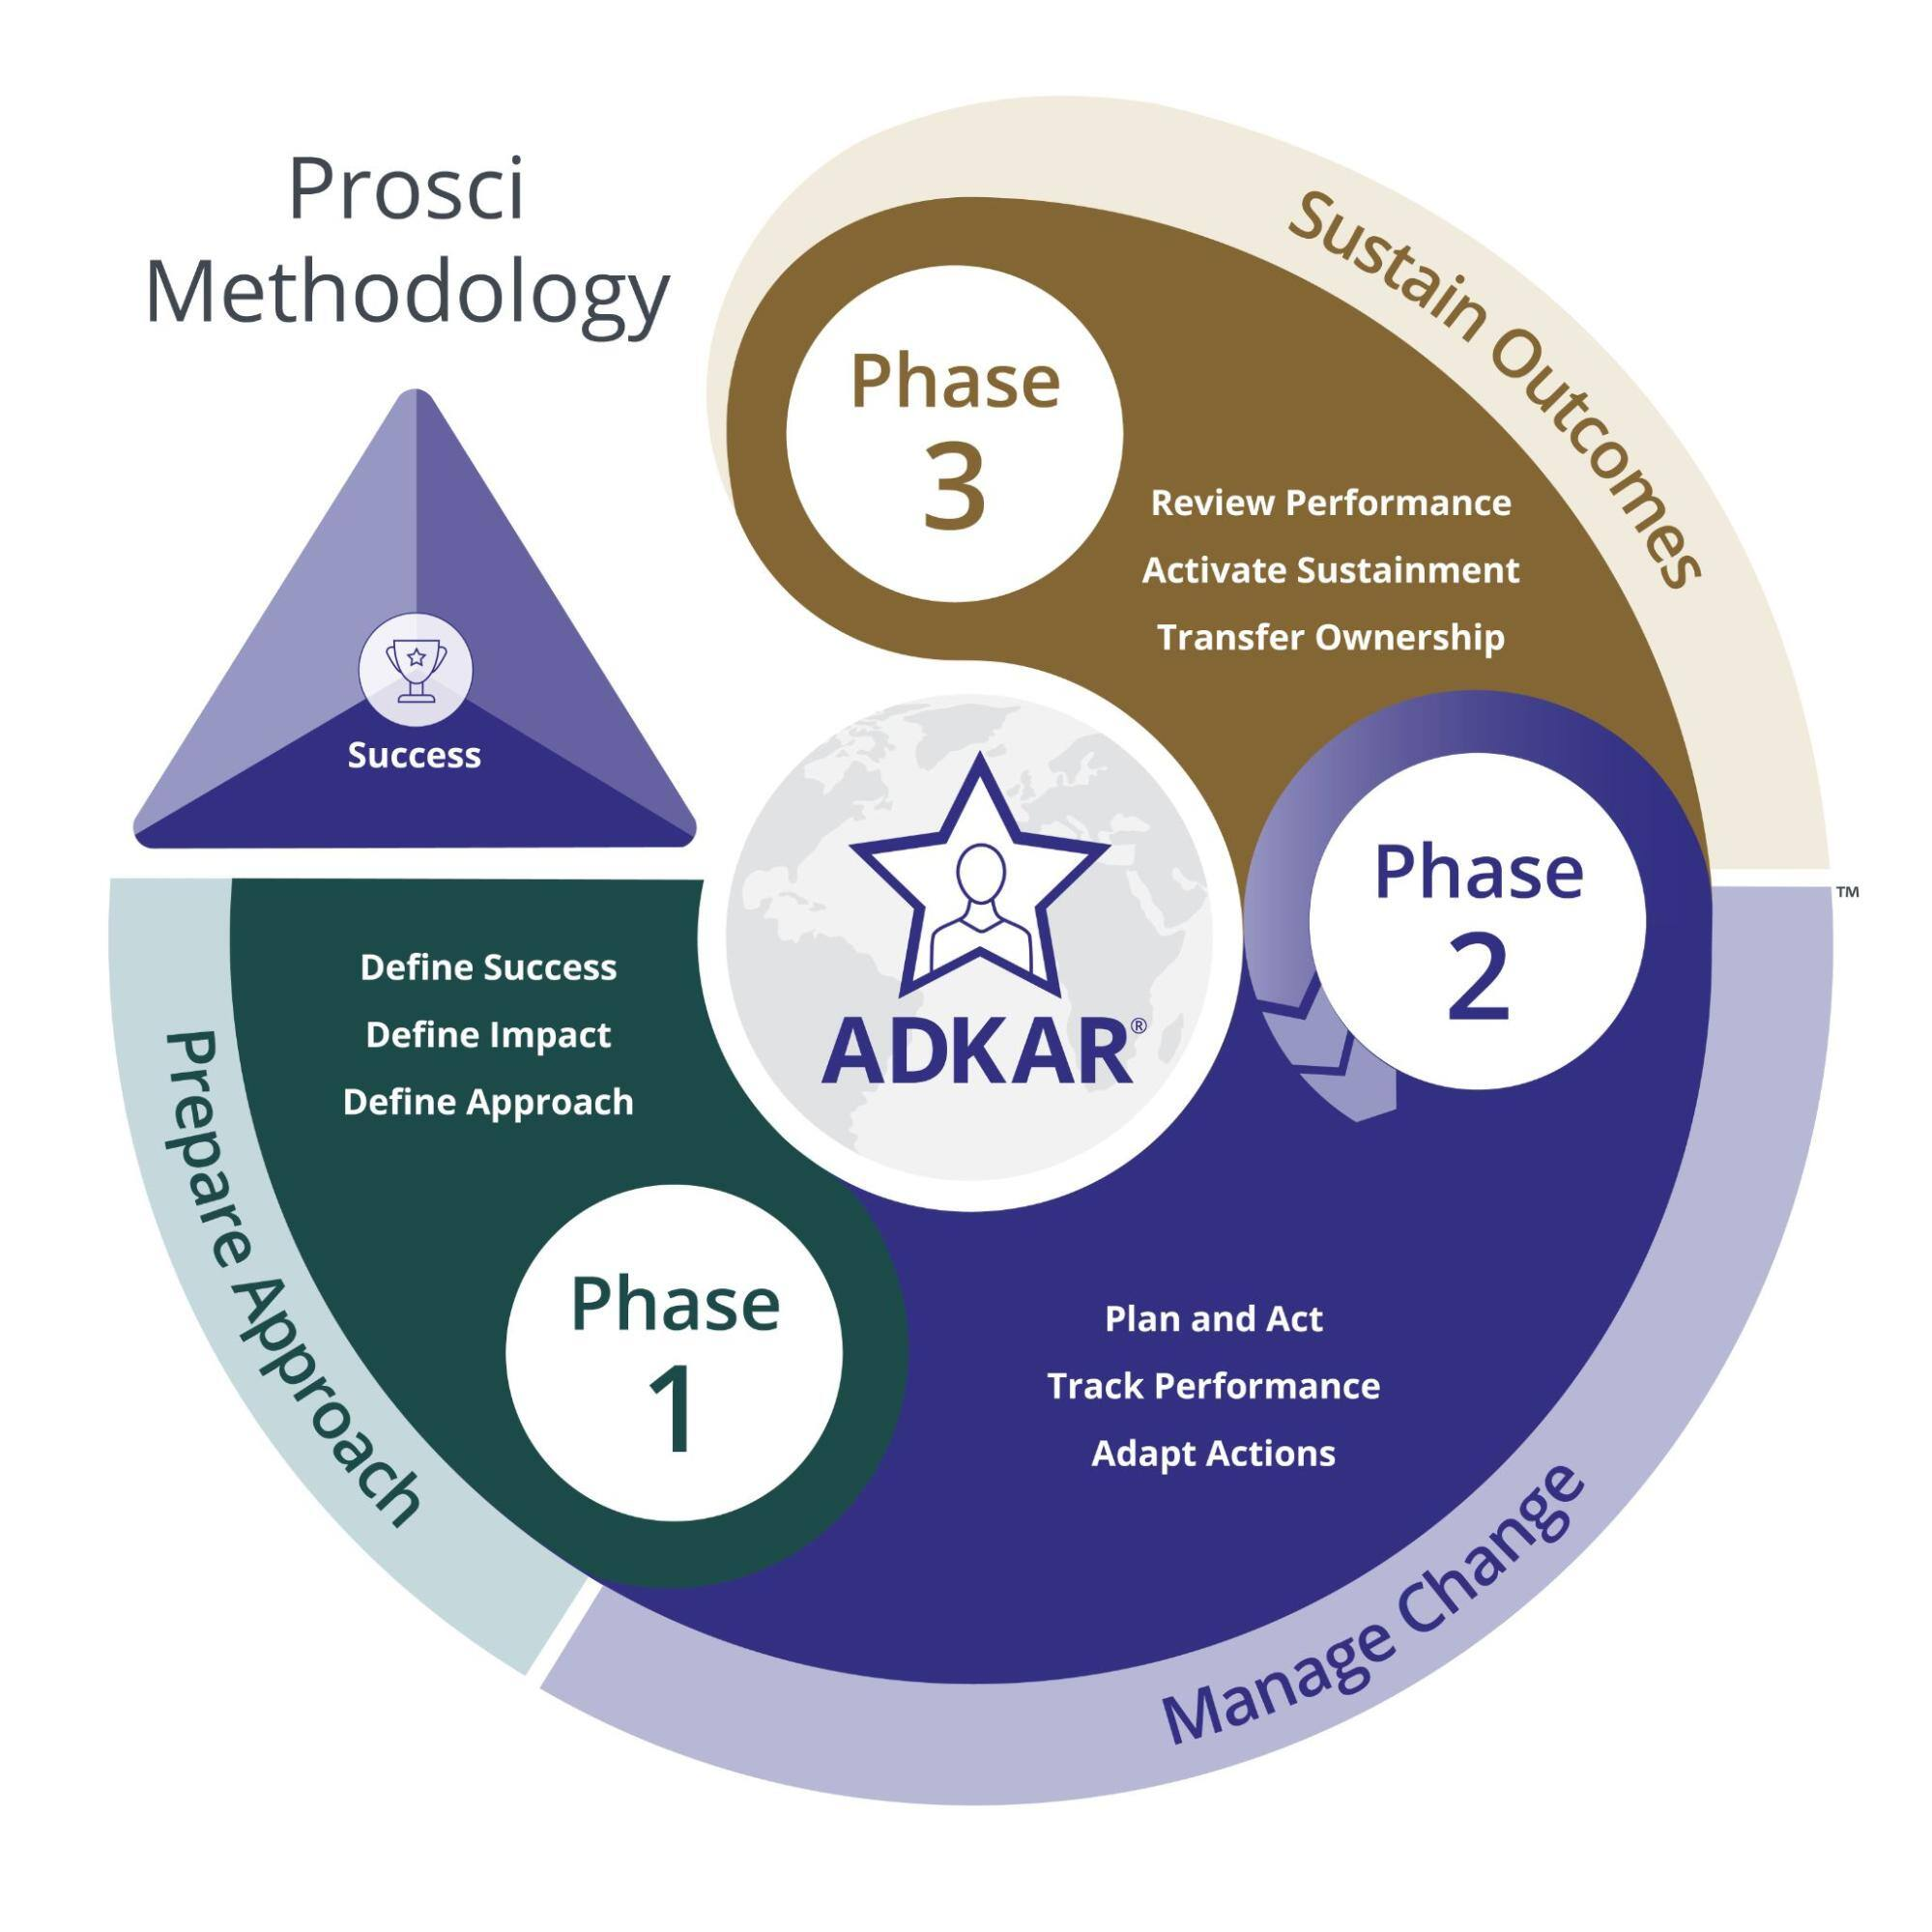 Prosci
Methodology
Success
Define Success
Define Impact
Define Approach
Phase
1
Prepare Approach
Plan and Act
Track Performance
Adapt Actions
Phase
2
Manage Change
Phase
3
Review Performance
Activate Sustainment
Transfer Ownership
Sustain Outcomes
ADKAR®
TM